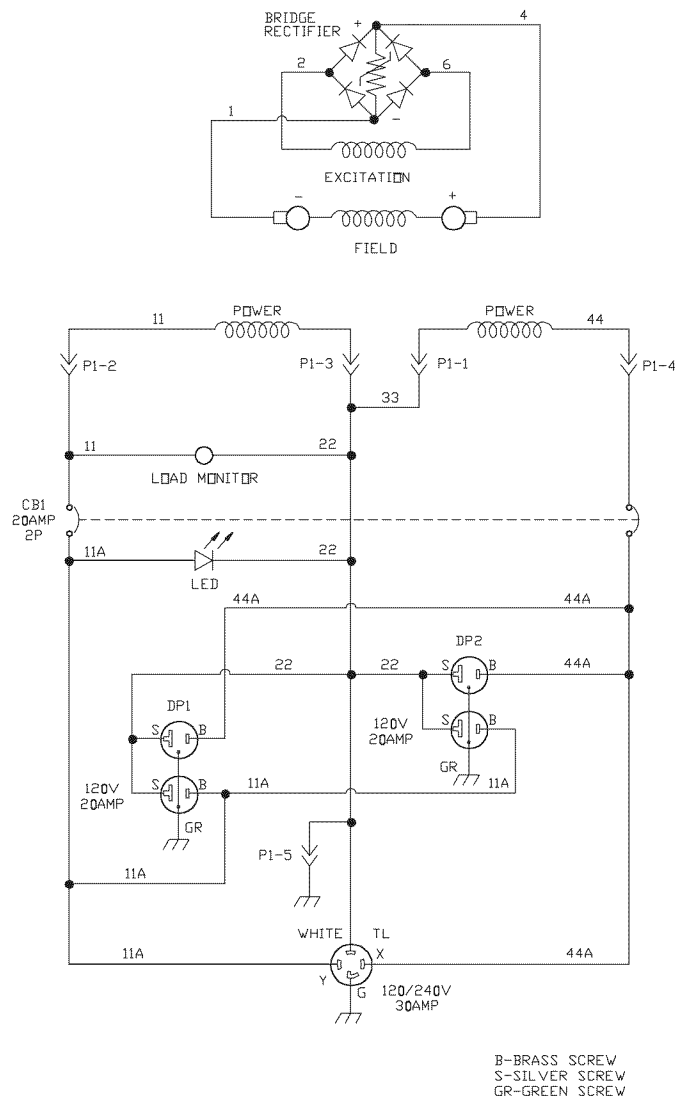 BRIDGE
RECTIFIER
+
4
2
6
1
-
EXCITATION
-
+
FIELD
11
POWER
POWER
44
P1-2
P1-3
P1-1
P1-4
33
11
22
LOAD MONITOR
CB1
20AMP
2P
11A
22
LED
44A
44A
DP2
22
22
S
B
44A
DP1
S
B
120V
20AMP
S
B
120V
20AMP
S
B
GR
11A
11A
GR
P1-5
11A
WHITE
TL
11A
X
44A
Y
G
120/240V
30AMP
B-BRASS SCREW
S-SILVER SCREW
GR-GREEN SCREW